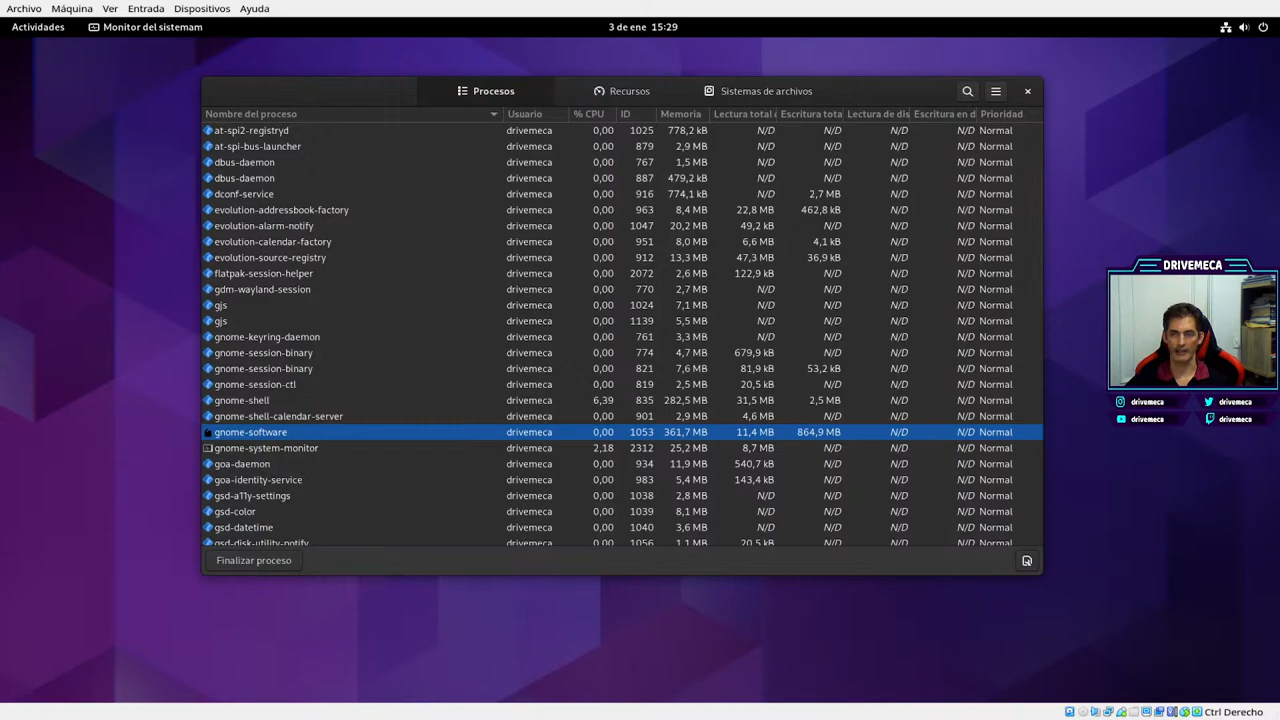 Archivo Máquina Ver Entrada Dispositivos Ayuda
Actividades Monitor del sistemam 3 de ene 15:29
Procesos Recursos Sistemas de archivos
Nombre del proceso Usuario % CPU ID Memoria Lectura total Escritura tota Lectura de dis Escritura en d Prioridad
at-spi2-registryd drivemeca 0,00 1025 778,2 kB N/D N/D N/D N/D Normal
at-spi-bus-launcher drivemeca 0,00 879 2,9 MB N/D N/D N/D N/D Normal
dbus-daemon drivemeca 0,00 767 1,5 MB N/D N/D N/D N/D Normal
dbus-daemon drivemeca 0,00 887 479,2 kB N/D N/D N/D N/D Normal
dconf-service drivemeca 0,00 916 774,1 kB N/D 2,7 MB N/D N/D Normal
evolution-addressbook-factory drivemeca 0,00 963 8,4 MB 22,8 MB 462,8 kB N/D N/D Normal
evolution-alarm-notify drivemeca 0,00 1047 20,2 MB 49,2 kB N/D N/D N/D Normal
evolution-calendar-factory drivemeca 0,00 951 8,0 MB 6,6 MB 4,1 kB N/D N/D Normal
evolution-source-registry drivemeca 0,00 912 13,3 MB 47,3 MB 36,9 kB N/D N/D Normal
flatpak-session-helper drivemeca 0,00 2072 2,6 MB 122,9 kB N/D N/D N/D Normal
gdm-wayland-session drivemeca 0,00 770 2,7 MB N/D N/D N/D N/D Normal
gjs drivemeca 0,00 1024 7,1 MB N/D N/D N/D N/D Normal
gjs drivemeca 0,00 1139 5,5 MB N/D N/D N/D N/D Normal
gnome-keyring-daemon drivemeca 0,00 761 3,3 MB N/D N/D N/D N/D Normal
gnome-session-binary drivemeca 0,00 774 4,7 MB 679,9 kB N/D N/D N/D Normal
gnome-session-binary drivemeca 0,00 821 7,6 MB 81,9 kB 53,2 kB N/D N/D Normal
gnome-session-ctl drivemeca 0,00 819 2,5 MB 20,5 kB N/D N/D N/D Normal
gnome-shell drivemeca 6,39 835 282,5 MB 31,5 MB 2,5 MB N/D N/D Normal
gnome-shell-calendar-server drivemeca 0,00 901 2,9 MB 4,6 MB N/D N/D N/D Normal
gnome-software drivemeca 0,00 1053 361,7 MB 11,4 MB 864,9 MB N/D N/D Normal
gnome-system-monitor drivemeca 2,18 2312 25,2 MB 8,7 MB N/D N/D N/D Normal
goa-daemon drivemeca 0,00 934 11,9 MB 540,7 kB N/D N/D N/D Normal
goa-identity-service drivemeca 0,00 983 5,4 MB 143,4 kB N/D N/D N/D Normal
gsd-a11y-settings drivemeca 0,00 1038 2,8 MB N/D N/D N/D N/D Normal
gsd-color drivemeca 0,00 1039 8,1 MB N/D N/D N/D N/D Normal
gsd-datetime drivemeca 0,00 1040 3,6 MB N/D N/D N/D N/D Normal
gsd-disk-utility-notify drivemeca 0,00 1056 1,1 MB 20,5 kB N/D N/D N/D Normal
Finalizar proceso
DRIVEMECA
drivemeca drivemeca
drivemeca drivemeca
Ctrl Derecho